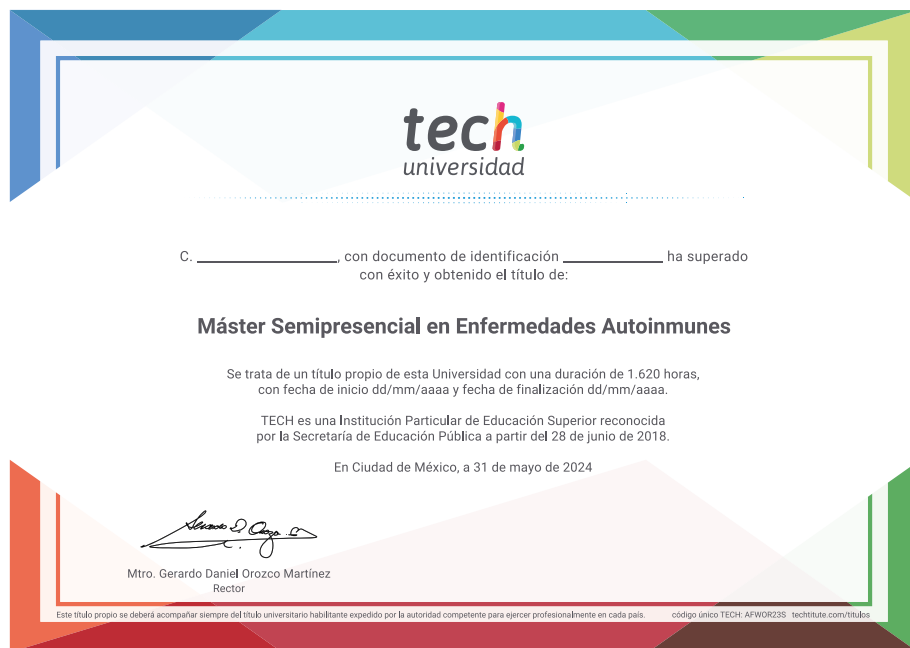 tech
universidad
C. ____________________, con documento de identificación ______________ ha superado
con éxito y obtenido el título de:
Máster Semipresencial en Enfermedades Autoinmunes
Se trata de un título propio de esta Universidad con una duración de 1.620 horas,
con fecha de inicio dd/mm/aaaa y fecha de finalización dd/mm/aaaa.
TECH es una Institución Particular de Educación Superior reconocida
por la Secretaría de Educación Pública a partir del 28 de junio de 2018.
En Ciudad de México, a 31 de mayo de 2024
Mtro. Gerardo Daniel Orozco Martínez
Rector
Este título propio se deberá acompañar siempre del título universitario habilitante expedido por la autoridad competente para ejercer profesionalmente en cada país. código único TECH: AFWOR23S techtitute.com/titulos